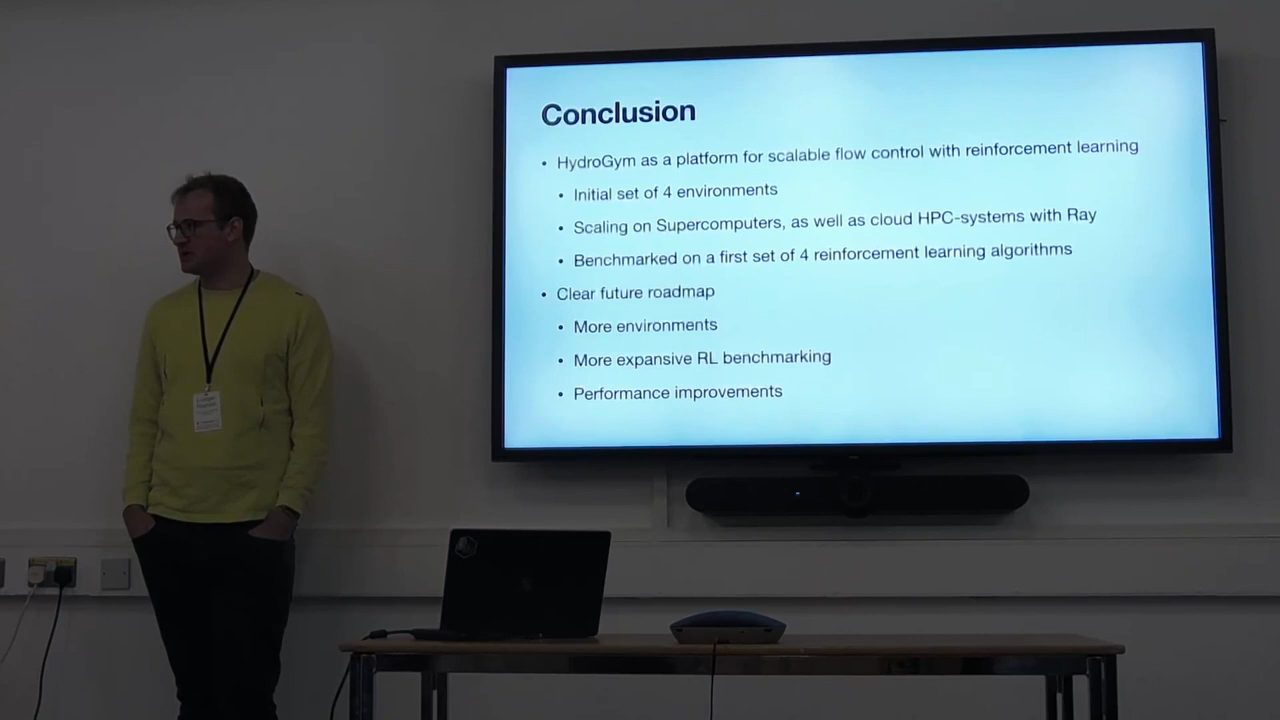 Conclusion
• HydroGym as a platform for scalable flow control with reinforcement learning
• Initial set of 4 environments
• Scaling on Supercomputers, as well as cloud HPC-systems with Ray
• Benchmarked on a first set of 4 reinforcement learning algorithms
• Clear future roadmap
• More environments
• More expansive RL benchmarking
• Performance improvements